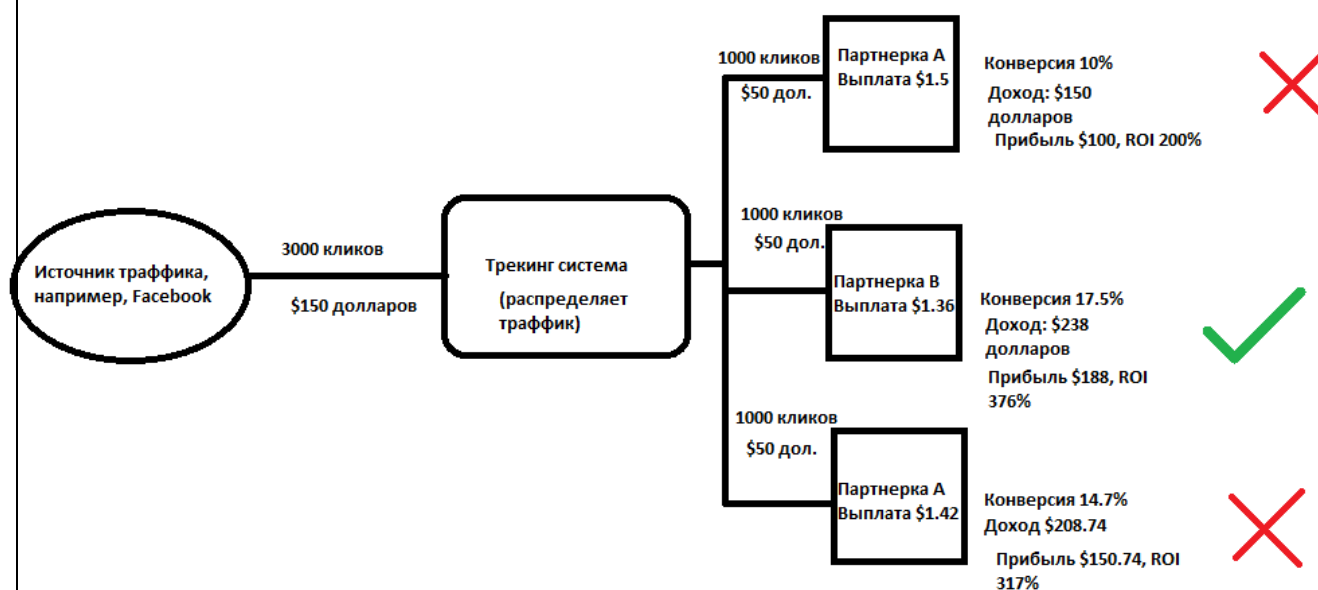 Источник траффика,
например, Facebook
3000 кликов
$150 долларов
Трекинг система
(распределяет
траффик)
1000 кликов
$50 дол.
Партнерка А
Выплата $1.5
Конверсия 10%
Доход: $150
долларов
Прибыль $100, ROI 200%
1000 кликов
$50 дол.
Партнерка В
Выплата $1.36
Конверсия 17.5%
Доход: $238
долларов
Прибыль $188, ROI
376%
1000 кликов
$50 дол.
Партнерка А
Выплата $1.42
Конверсия 14.7%
Доход $208.74
Прибыль $150.74, ROI
317%